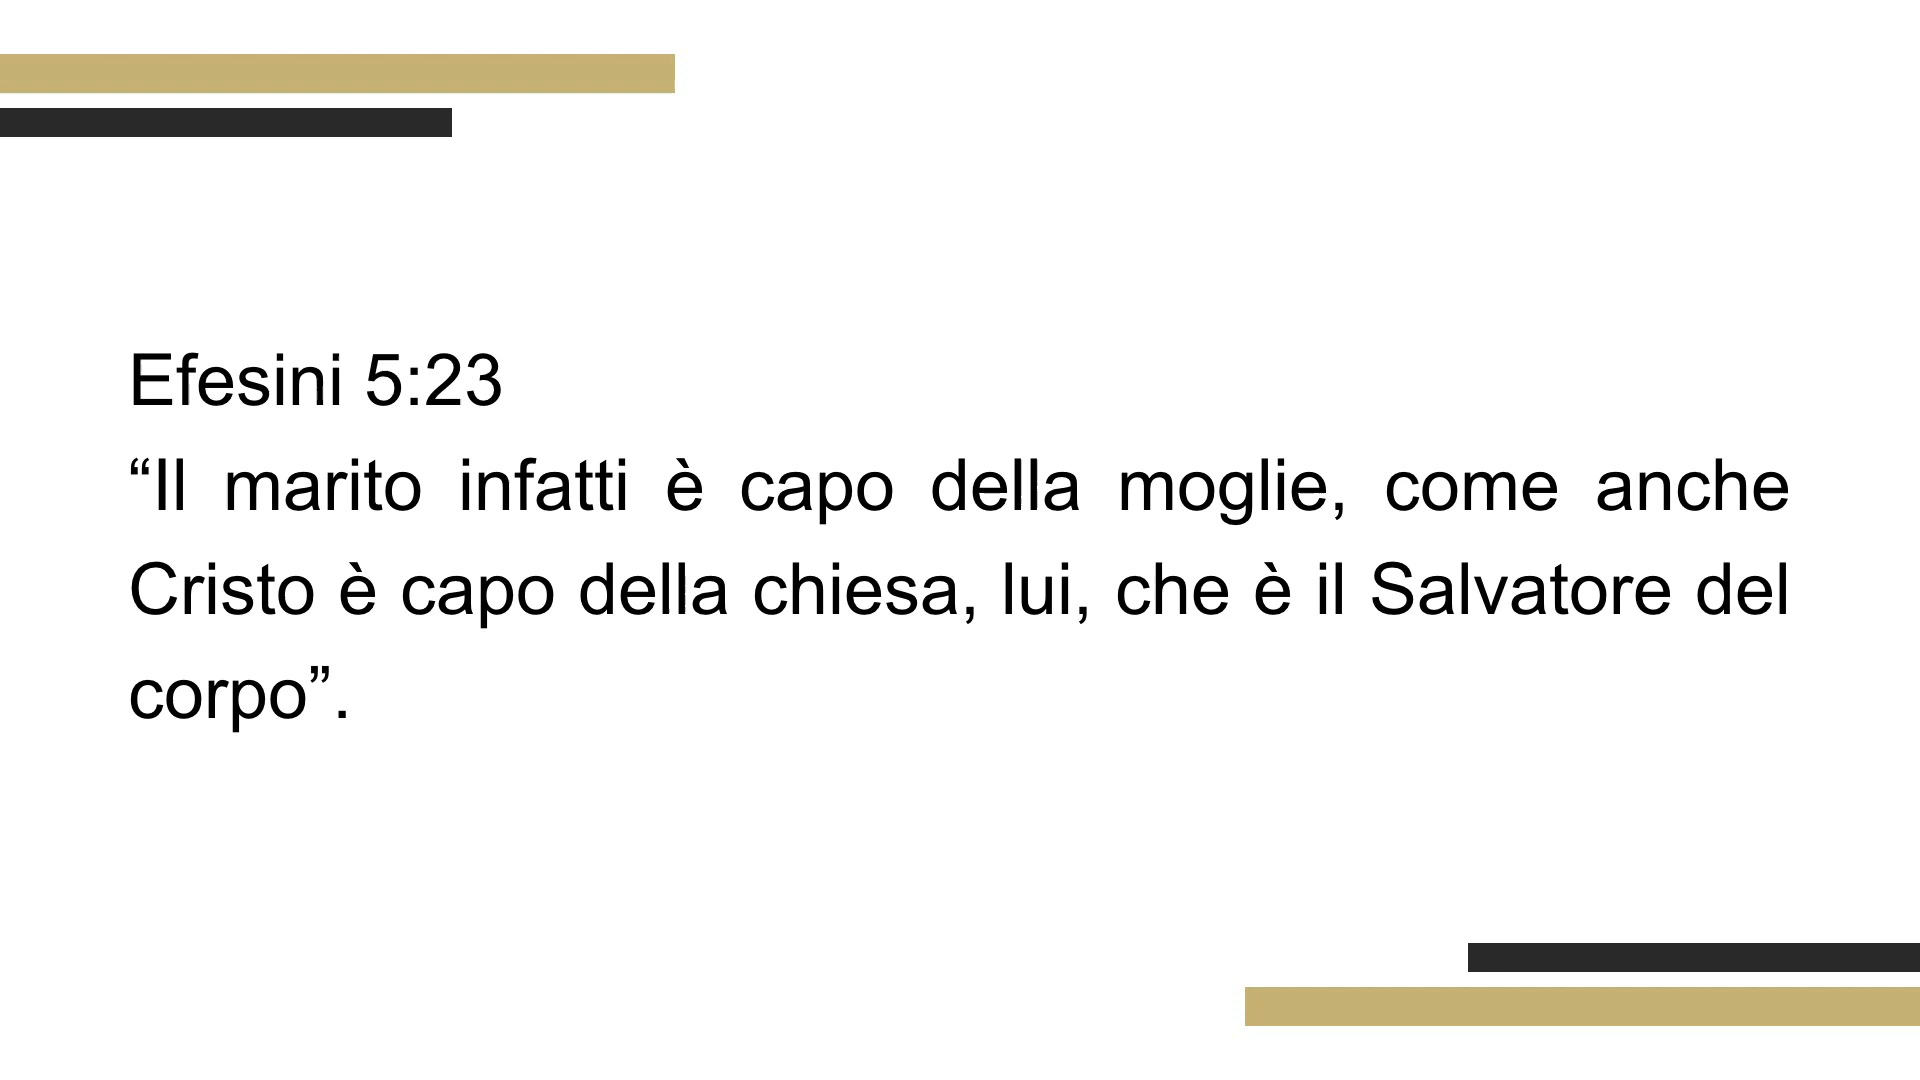 Efesini 5:23
“Il marito infatti è capo della moglie, come anche
Cristo è capo della chiesa, lui, che è il Salvatore del
corpo”.